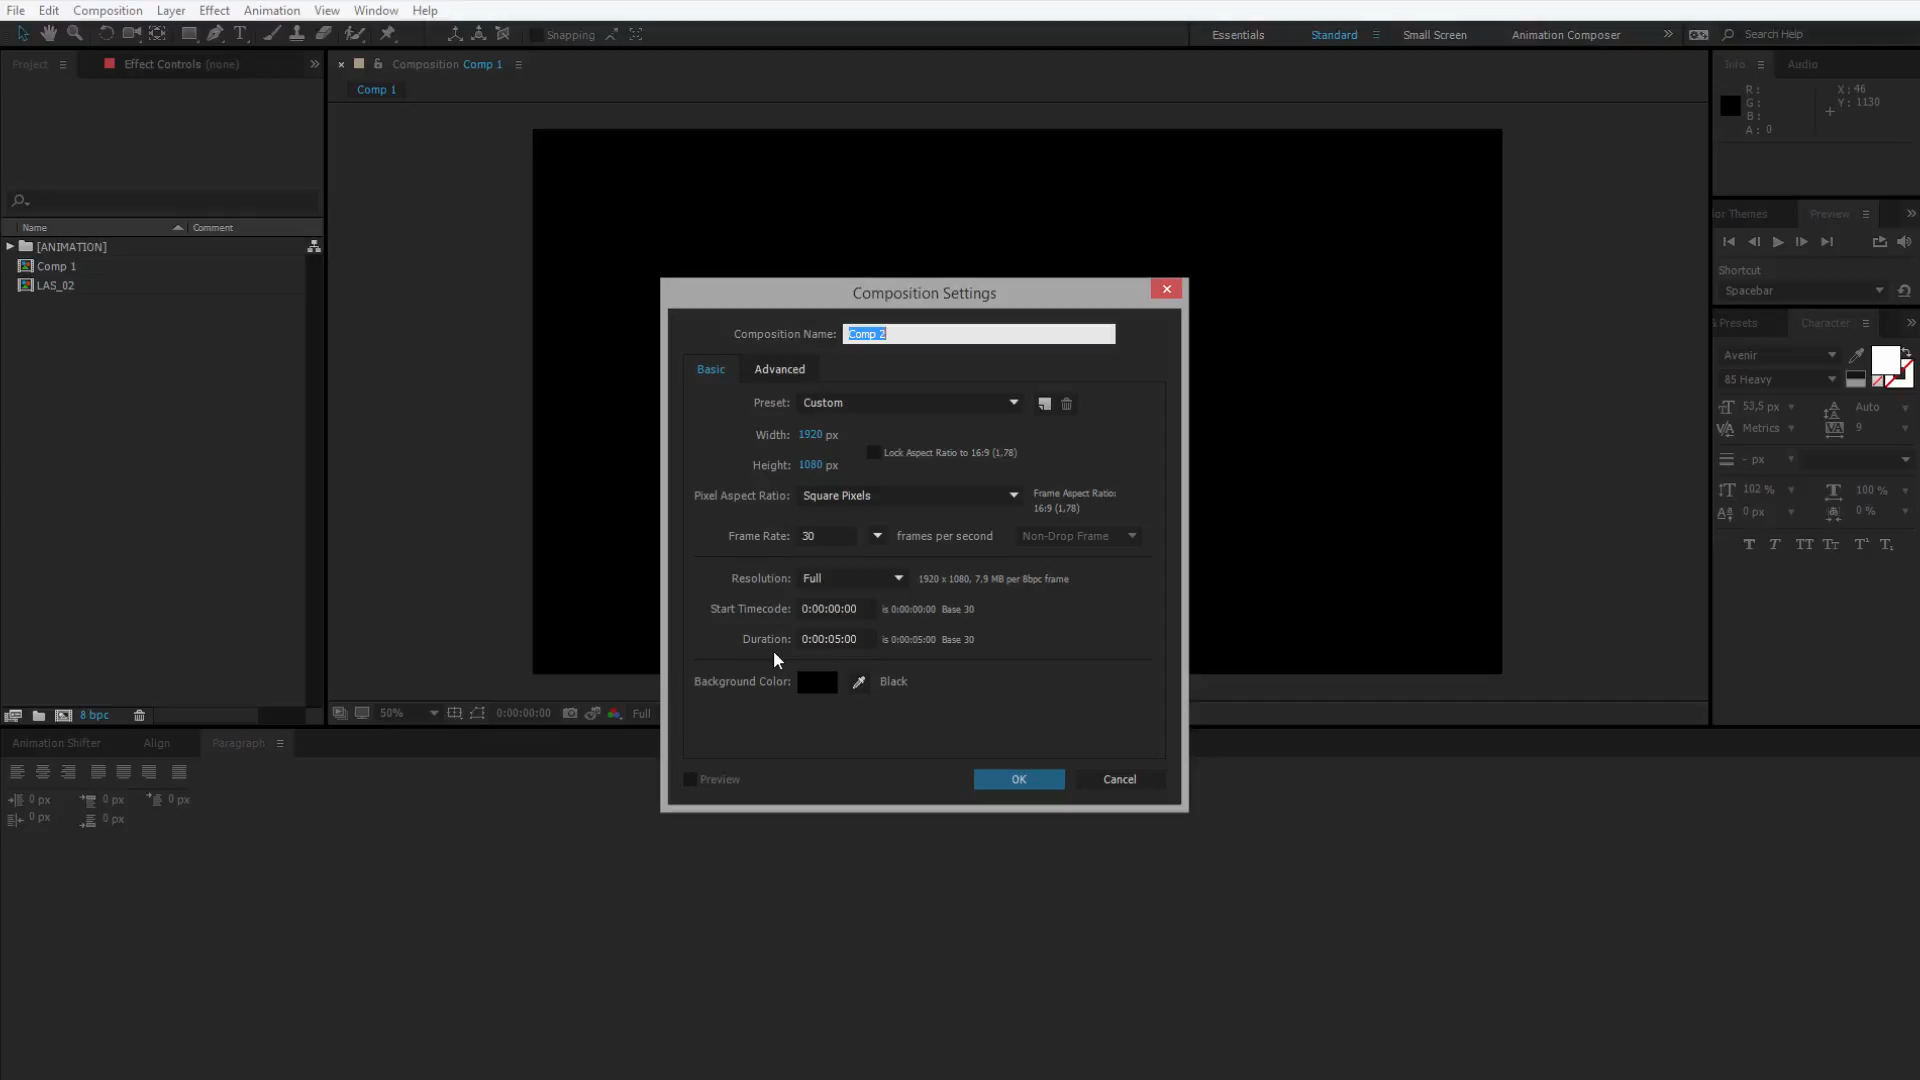 File Edit Composition Layer Effect Animation View Window Help
Snapping Essentials Standard Small Screen Animation Composer Search Help
Project Effect Controls (none) Composition Comp 1 Info Audio
Comp 1
R: X: 46
G: Y: 1130
B:
A: 0
Name Comment
[ANIMATION]
Comp 1
LAS_02
or Themes Preview
Shortcut
Spacebar
& Presets Character
Avenir
85 Heavy
53,5 px Auto
Metrics 9
- px
102 % 100 %
0 px 0 %
Composition Settings
Composition Name: Comp 2
Basic Advanced
Preset: Custom
Width: 1920 px
Lock Aspect Ratio to 16:9 (1,78)
Height: 1080 px
Pixel Aspect Ratio: Square Pixels Frame Aspect Ratio:
16:9 (1,78)
Frame Rate: 30 frames per second Non-Drop Frame
Resolution: Full 1920 x 1080, 7,9 MB per 8bpc frame
Start Timecode: 0:00:00:00 is 0:00:00:00 Base 30
Duration: 0:00:05:00 is 0:00:05:00 Base 30
Background Color: Black
Preview OK Cancel
8 bpc 50% 0:00:00:00 Full
Animation Shifter Align Paragraph
0 px 0 px 0 px
0 px 0 px